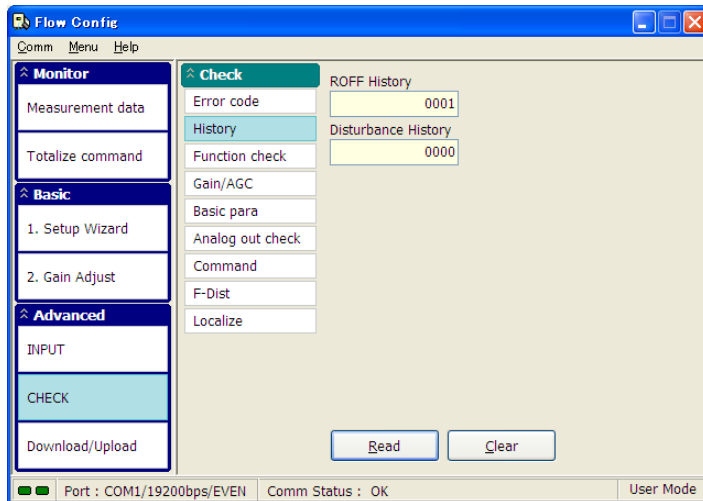 Flow Config
Comm Menu Help
Monitor
Measurement data
Totalize command
Basic
1. Setup Wizard
2. Gain Adjust
Advanced
INPUT
CHECK
Download/Upload
Check
Error code
History
Function check
Gain/AGC
Basic para
Analog out check
Command
F-Dist
Localize
ROFF History
0001
Disturbance History
0000
Read Clear
Port : COM1/19200bps/EVEN Comm Status : OK User Mode